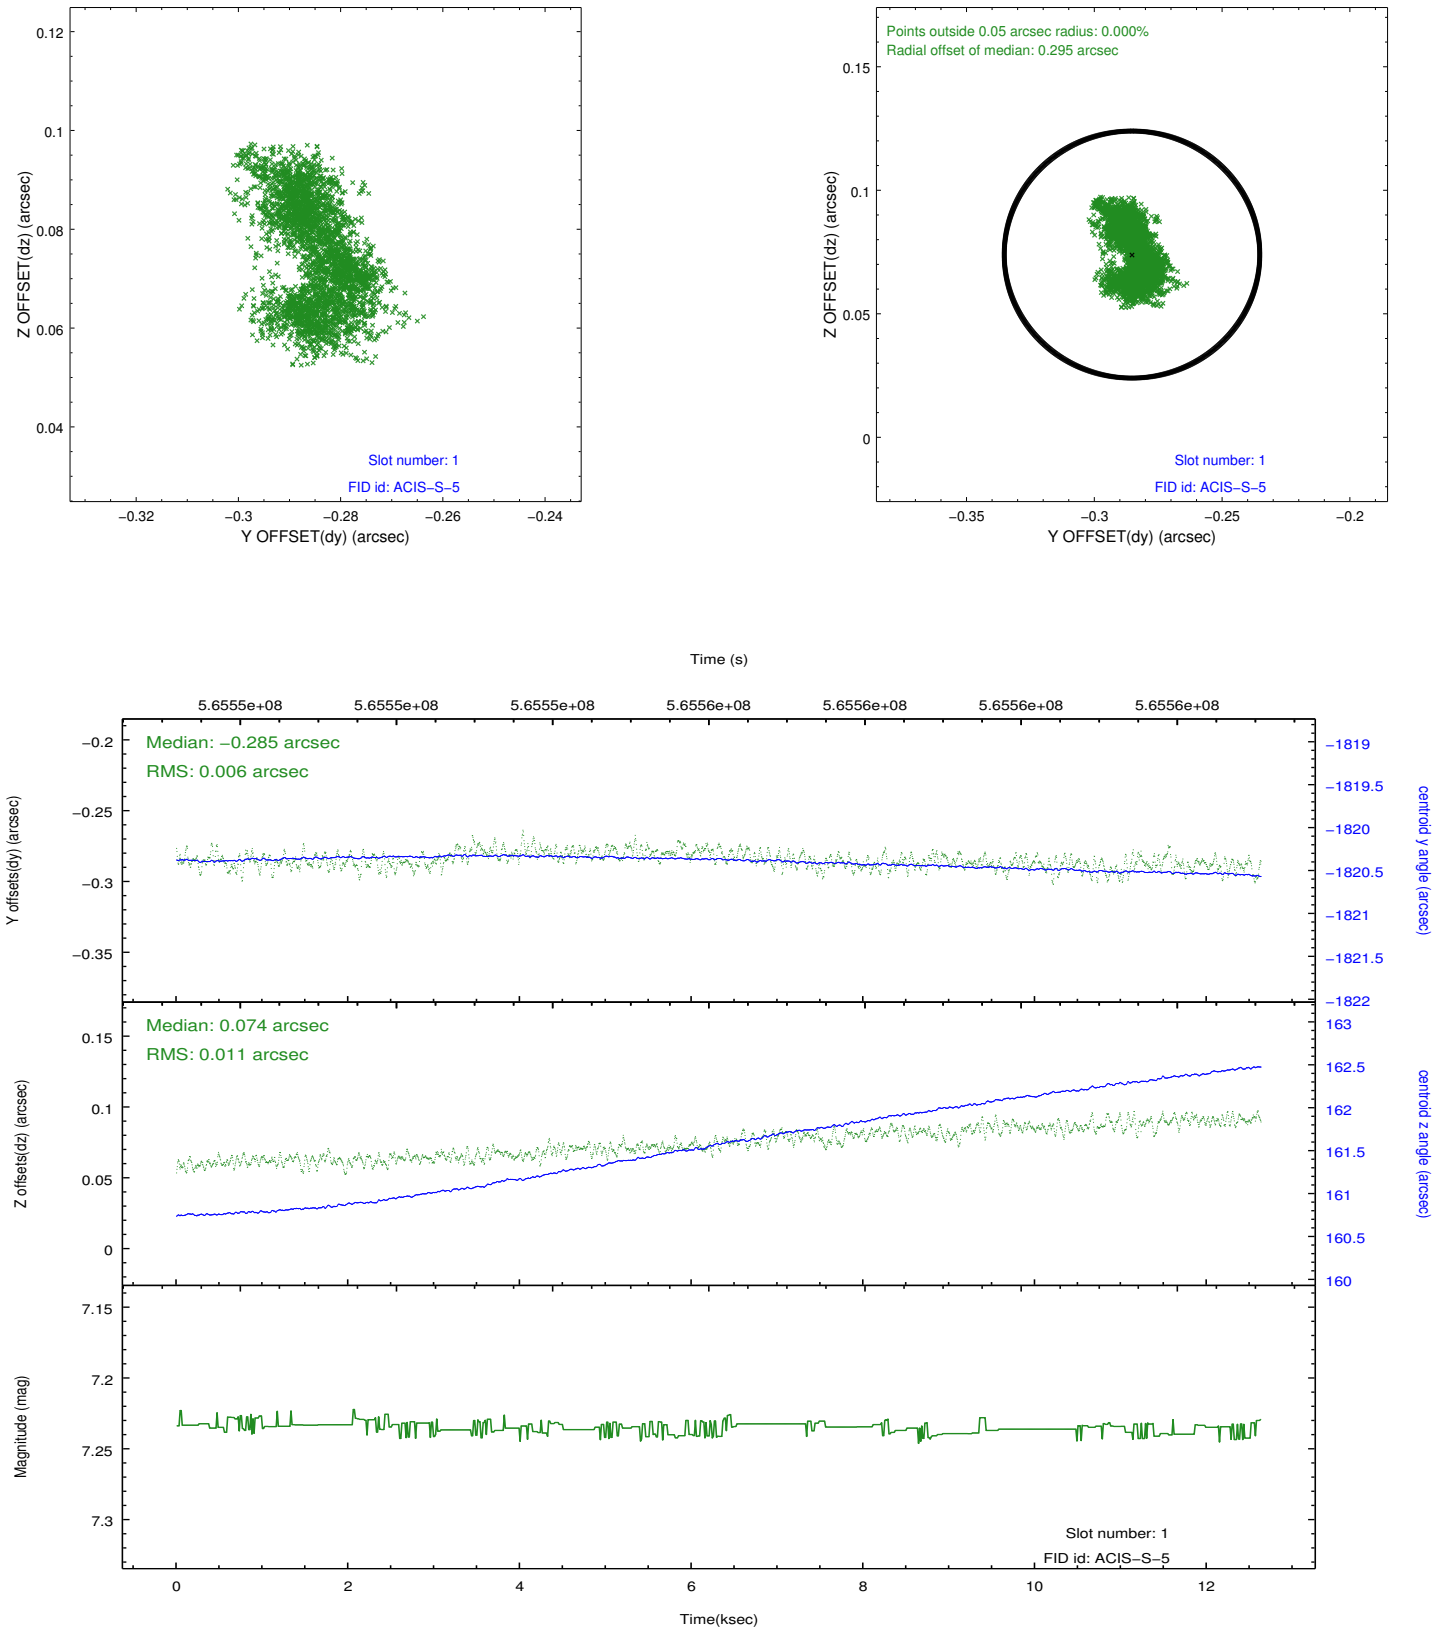 0.12
0.1
0.08
0.06
0.04
Z OFFSET(dz) (arcsec)
Slot number: 1
FID id: ACIS−S−5
−0.32 −0.3 −0.28 −0.26 −0.24
Y OFFSET(dy) (arcsec)
Points outside 0.05 arcsec radius: 0.000%
Radial offset of median: 0.295 arcsec
0.15
0.1
0.05
0
Z OFFSET(dz) (arcsec)
Slot number: 1
FID id: ACIS−S−5
−0.35 −0.3 −0.25 −0.2
Y OFFSET(dy) (arcsec)
Time (s)
5.6555e+08 5.6555e+08 5.6555e+08 5.6556e+08 5.6556e+08 5.6556e+08 5.6556e+08
Median: −0.285 arcsec
RMS: 0.006 arcsec
−0.2
−0.25
−0.3
−0.35
Y offsets(dy) (arcsec)
−1819
−1819.5
−1820
−1820.5
−1821
−1821.5
−1822
centroid y angle (arcsec)
Median: 0.074 arcsec
RMS: 0.011 arcsec
0.15
0.1
0.05
0
Z offsets(dz) (arcsec)
163
162.5
162
161.5
161
160.5
160
centroid z angle (arcsec)
7.15
7.2
7.25
7.3
Magnitude (mag)
Slot number: 1
FID id: ACIS−S−5
0 2 4 6 8 10 12
Time(ksec)